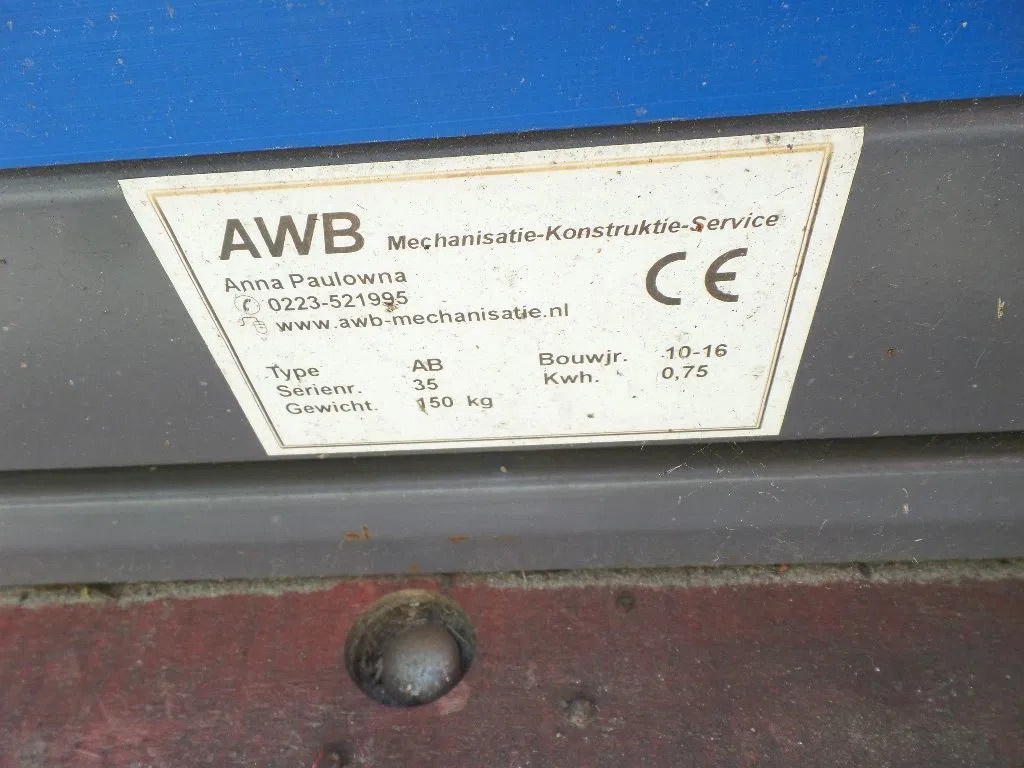 AWB Mechanisatie-Konstruktie-Service
Anna Paulowna
0223-521995
www.awb-mechanisatie.nl
CE
Type AB Bouwjr. 10-16
Serienr. 35 Kwh. 0,75
Gewicht. 150 kg